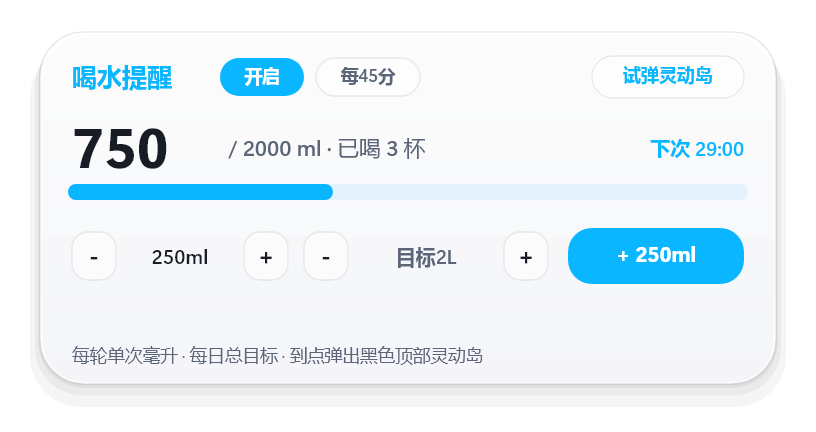 喝水提醒 开启 每45分 试弹灵动岛
750 / 2000 ml · 已喝 3 杯 下次 29:00
- 250ml + - 目标2L + + 250ml
每轮单次毫升 · 每日总目标 · 到点弹出黑色顶部灵动岛